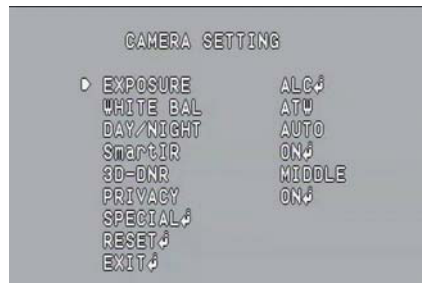 CAMERA SETTING
EXPOSURE ALC↲
WHITE BAL ATW
DAY/NIGHT AUTO
SmartIR ON↲
3D-DNR MIDDLE
PRIVACY ON↲
SPECIAL↲
RESET↲
EXIT↲